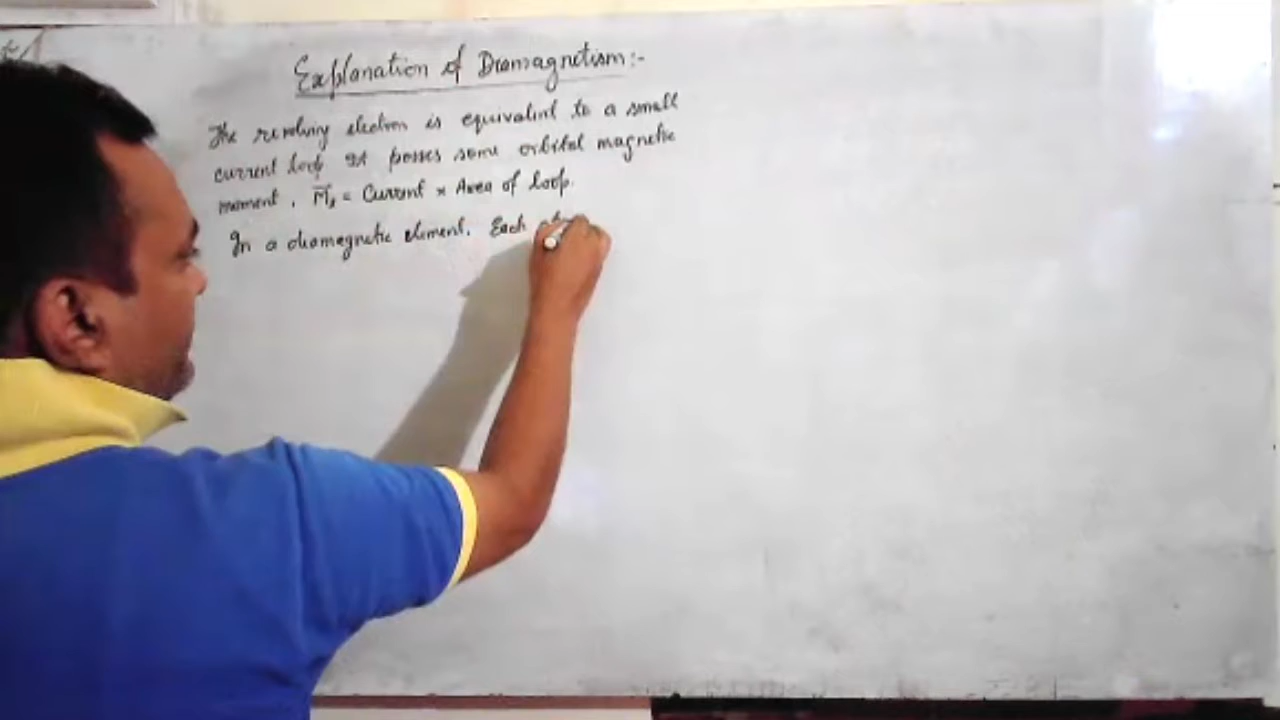 Explanation of Diamagnetism:-
The revolving electron is equivalent to a small
current loop It posses some orbital magnetic
moment, M = Current × Area of loop.
In a diamagnetic element. Each